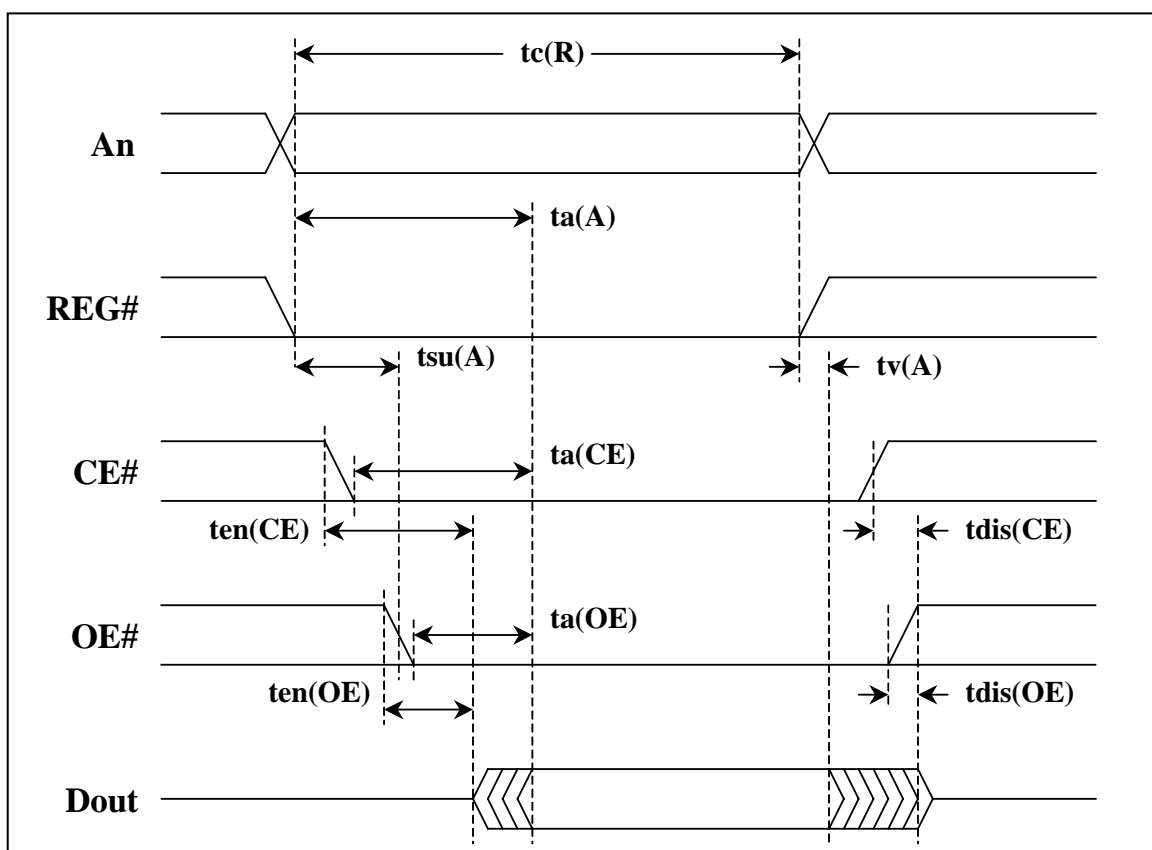 tc(R)
An
ta(A)
REG#
tsu(A)
tv(A)
CE#
ta(CE)
ten(CE)
tdis(CE)
OE#
ta(OE)
ten(OE)
tdis(OE)
Dout